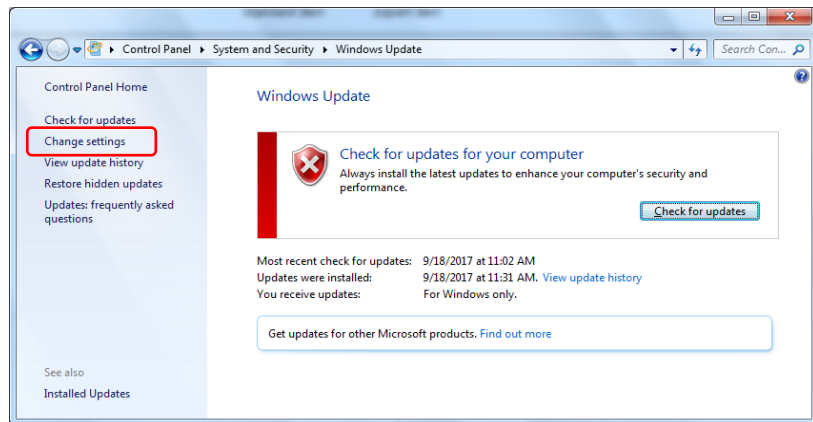 Control Panel ▸ System and Security ▸ Windows Update
Search Con...
Control Panel Home
Check for updates
Change settings
View update history
Restore hidden updates
Updates: frequently asked
questions
See also
Installed Updates
Windows Update
Check for updates for your computer
Always install the latest updates to enhance your computer's security and
performance.
Check for updates
Most recent check for updates: 9/18/2017 at 11:02 AM
Updates were installed: 9/18/2017 at 11:31 AM. View update history
You receive updates: For Windows only.
Get updates for other Microsoft products. Find out more